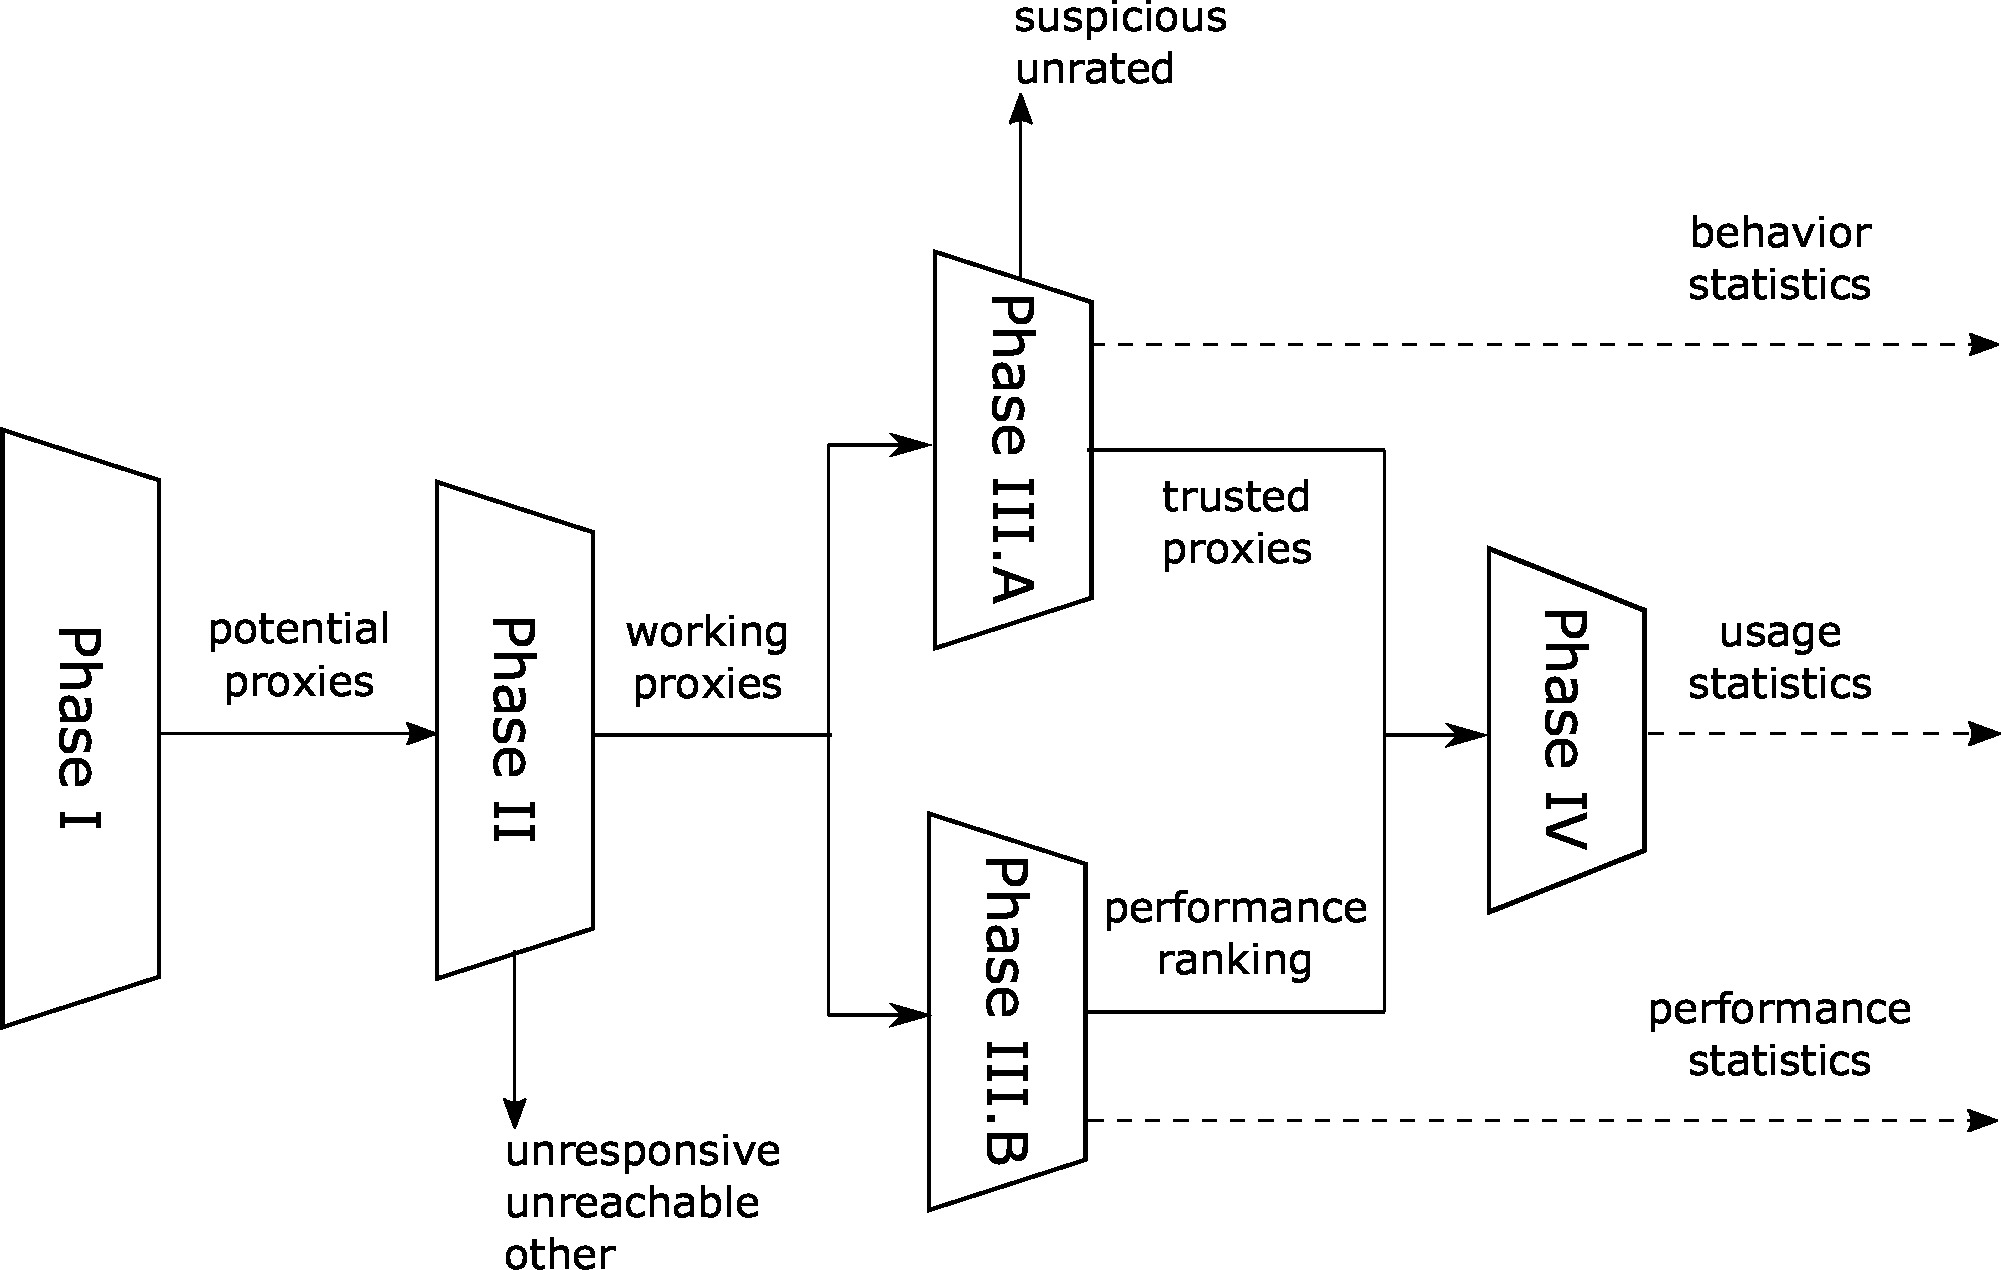 suspicious
unrated
behavior
statistics
Phase III.A
trusted
proxies
Phase I
potential
proxies
Phase II
working
proxies
Phase IV
usage
statistics
Phase III.B
performance
ranking
performance
statistics
unresponsive
unreachable
other